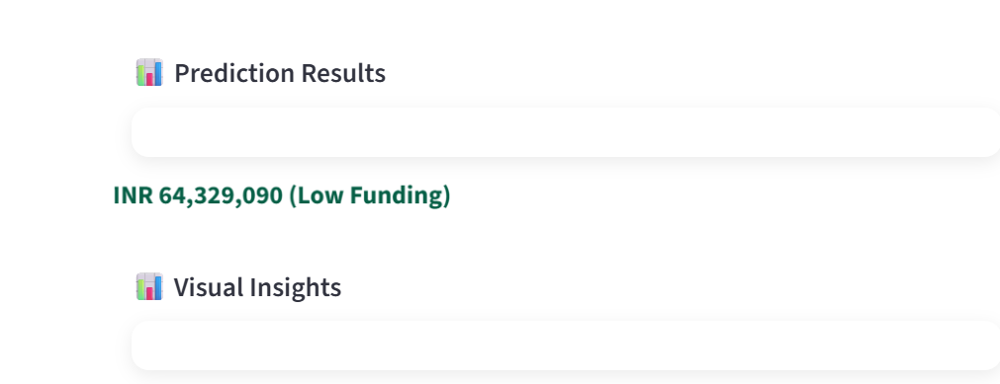 Prediction Results
INR 64,329,090 (Low Funding)
Visual Insights